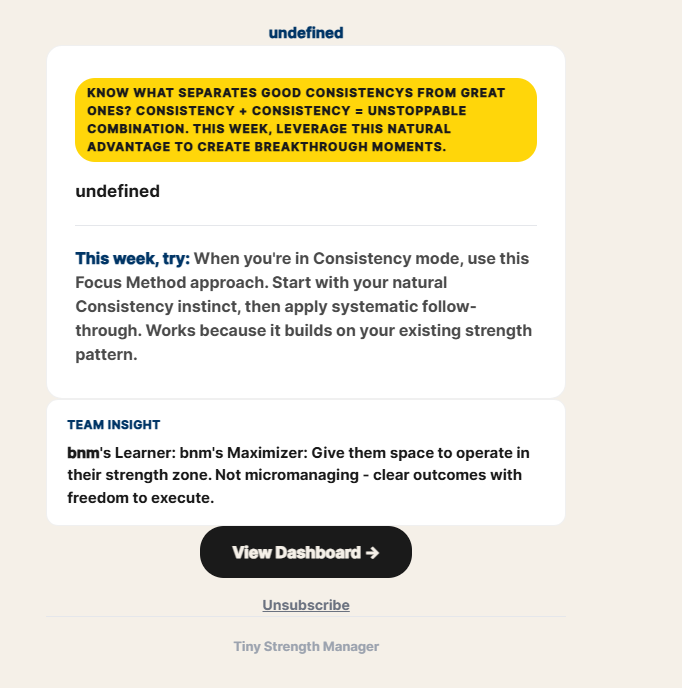 undefined
KNOW WHAT SEPARATES GOOD CONSISTENCYS FROM GREAT
ONES? CONSISTENCY + CONSISTENCY = UNSTOPPABLE
COMBINATION. THIS WEEK, LEVERAGE THIS NATURAL
ADVANTAGE TO CREATE BREAKTHROUGH MOMENTS.
undefined
This week, try: When you're in Consistency mode, use this
Focus Method approach. Start with your natural
Consistency instinct, then apply systematic follow-
through. Works because it builds on your existing strength
pattern.
TEAM INSIGHT
bnm's Learner: bnm's Maximizer: Give them space to operate in
their strength zone. Not micromanaging - clear outcomes with
freedom to execute.
View Dashboard →
Unsubscribe
Tiny Strength Manager